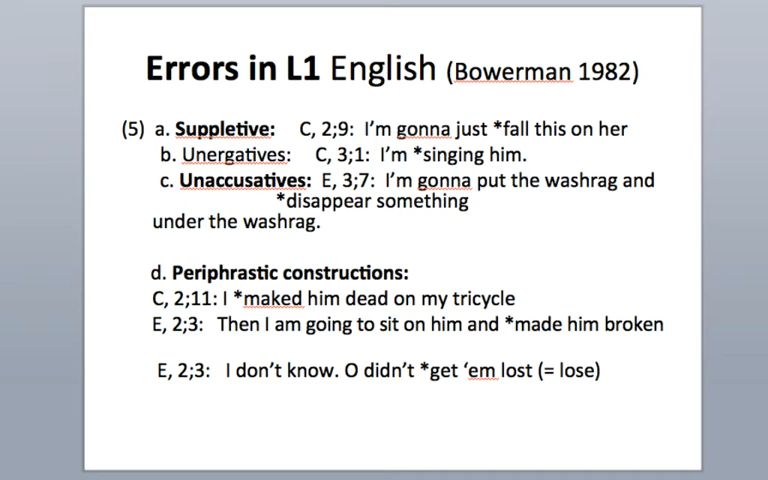 Errors in L1 English (Bowerman 1982)
(5) a. Suppletive: C, 2;9: I'm gonna just *fall this on her
b. Unergatives: C, 3;1: I'm *singing him.
c. Unaccusatives: E, 3;7: I'm gonna put the washrag and
*disappear something
under the washrag.
d. Periphrastic constructions:
C, 2;11: I *maked him dead on my tricycle
E, 2;3: Then I am going to sit on him and *made him broken
E, 2;3: I don't know. O didn't *get ‘em lost (= lose)